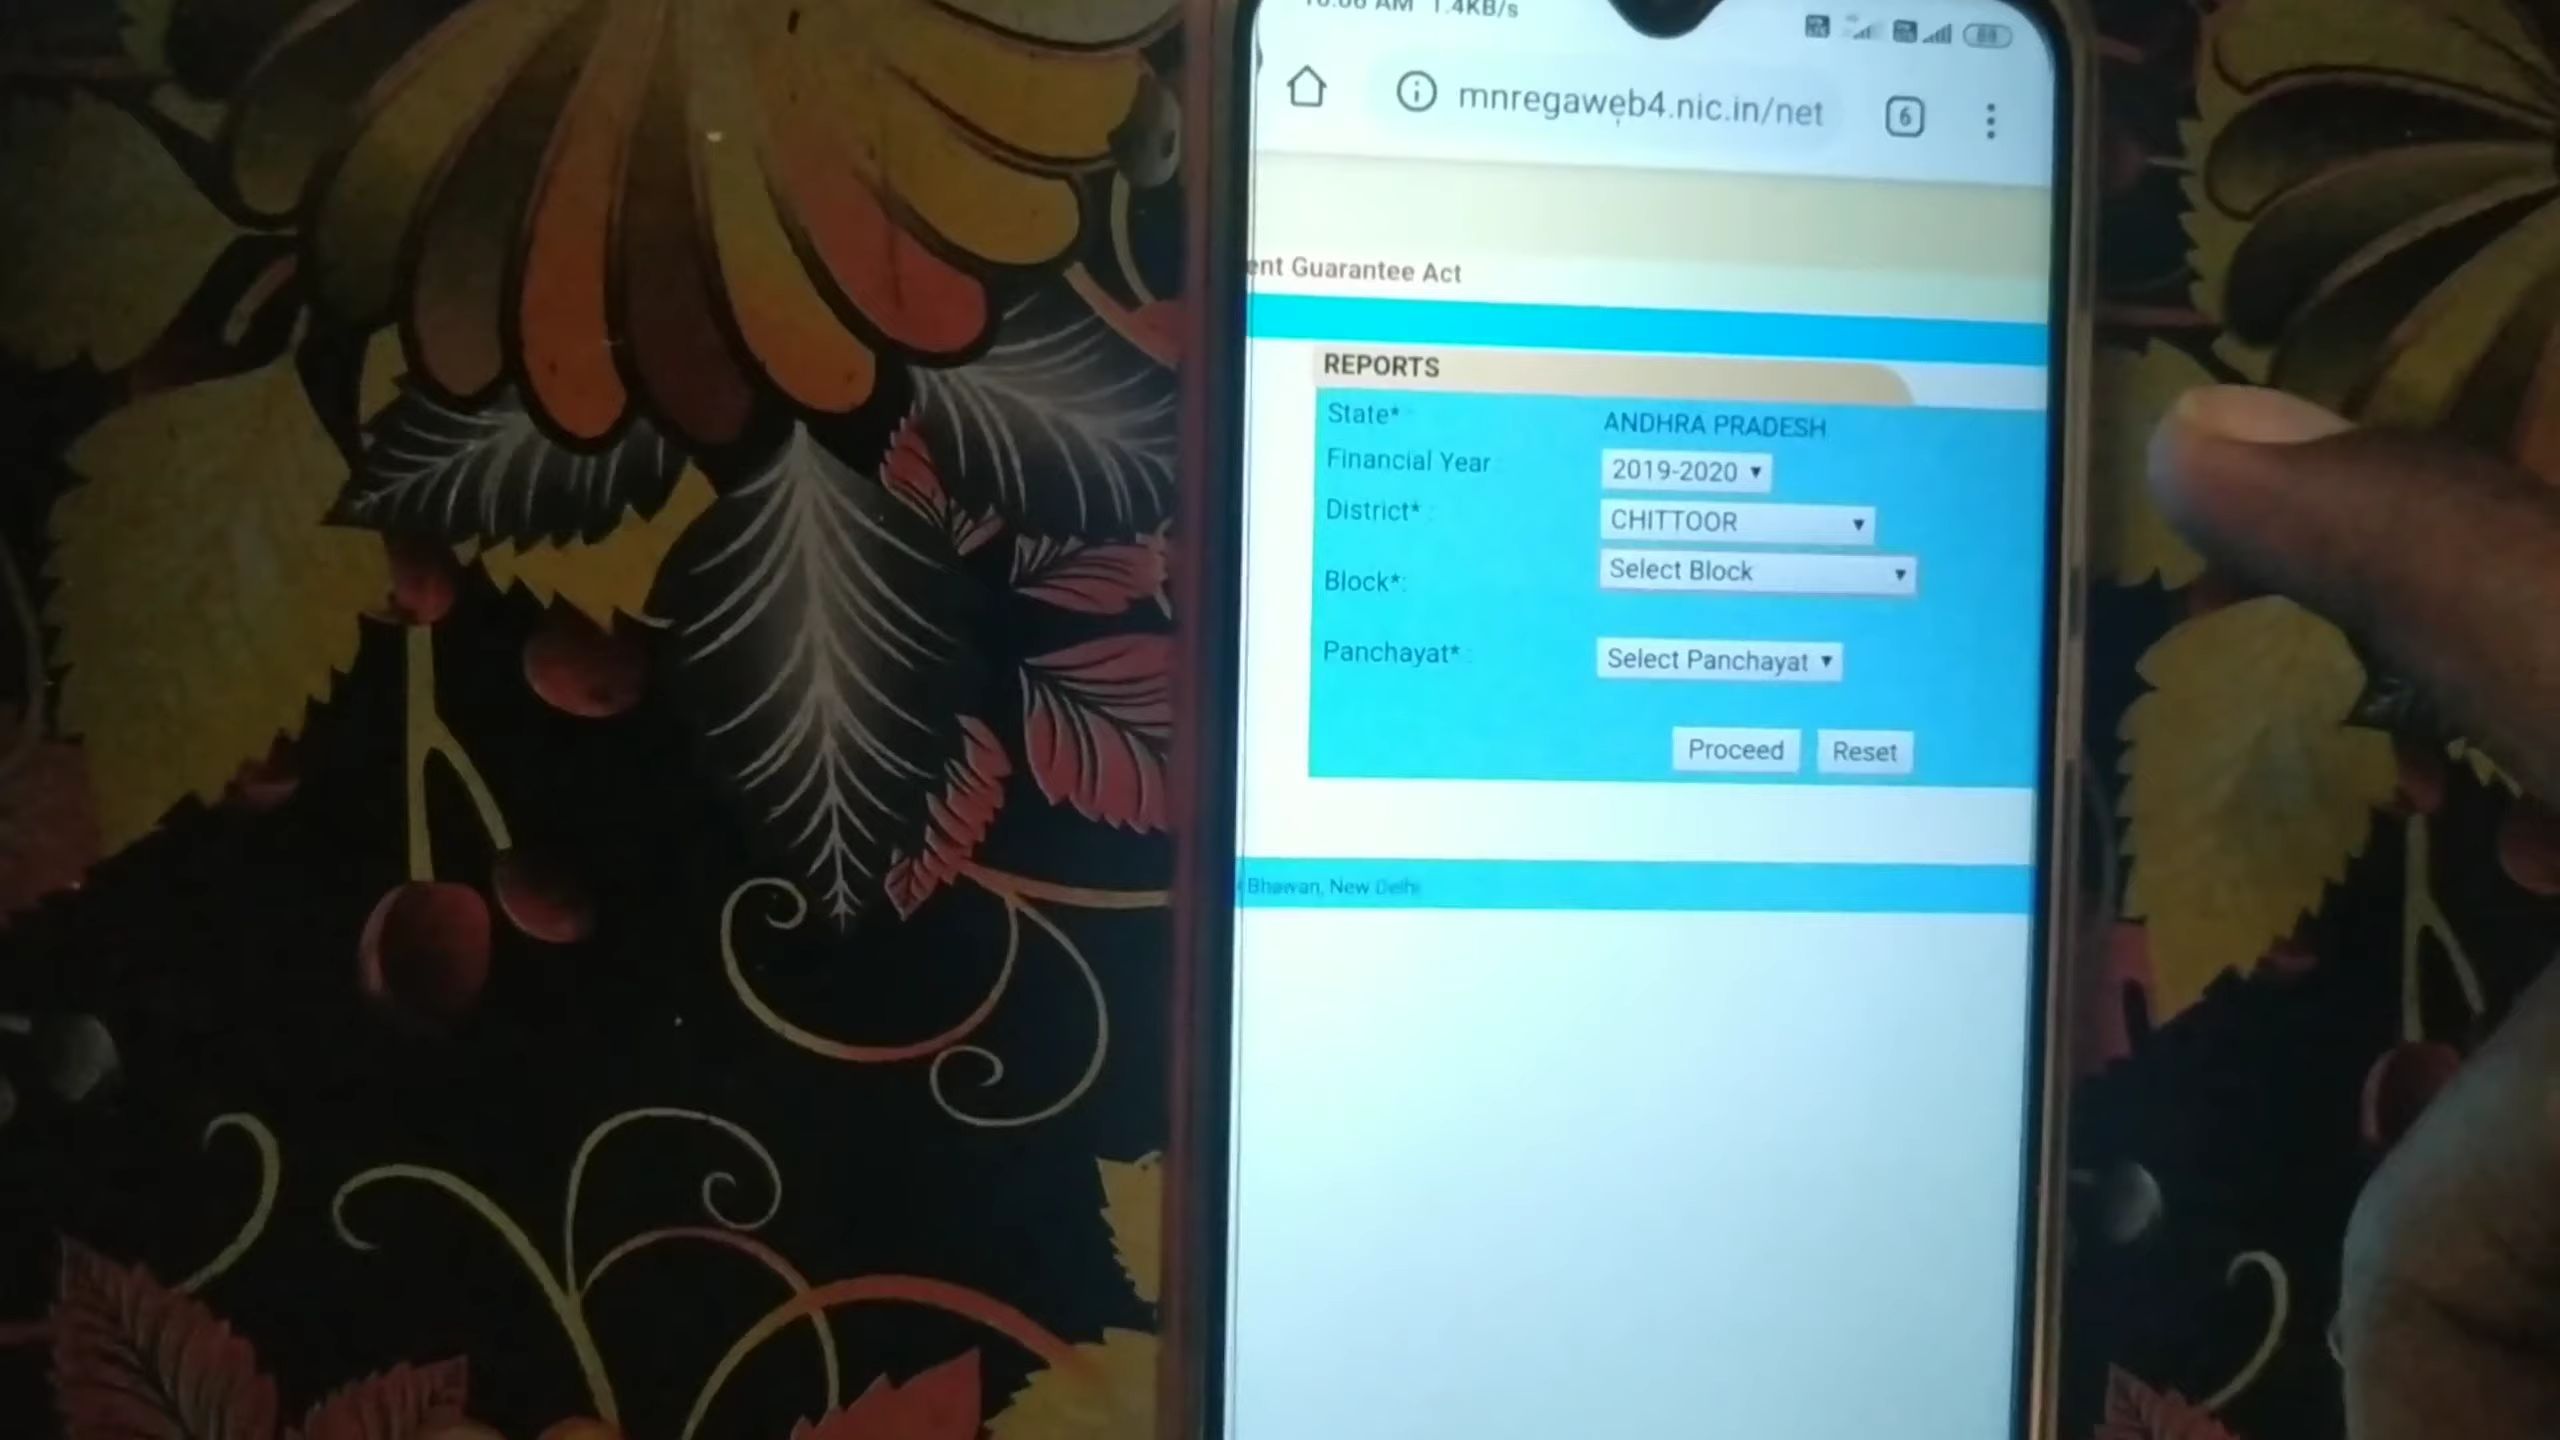 AM 1.4KB/s
mnregaweb4.nic.in/net
6
ent Guarantee Act
REPORTS
State* ANDHRA PRADESH
Financial Year 2019-2020
District* : CHITTOOR
Block*: Select Block
Panchayat* : Select Panchayat
Proceed Reset
Bhawan, New Delhi